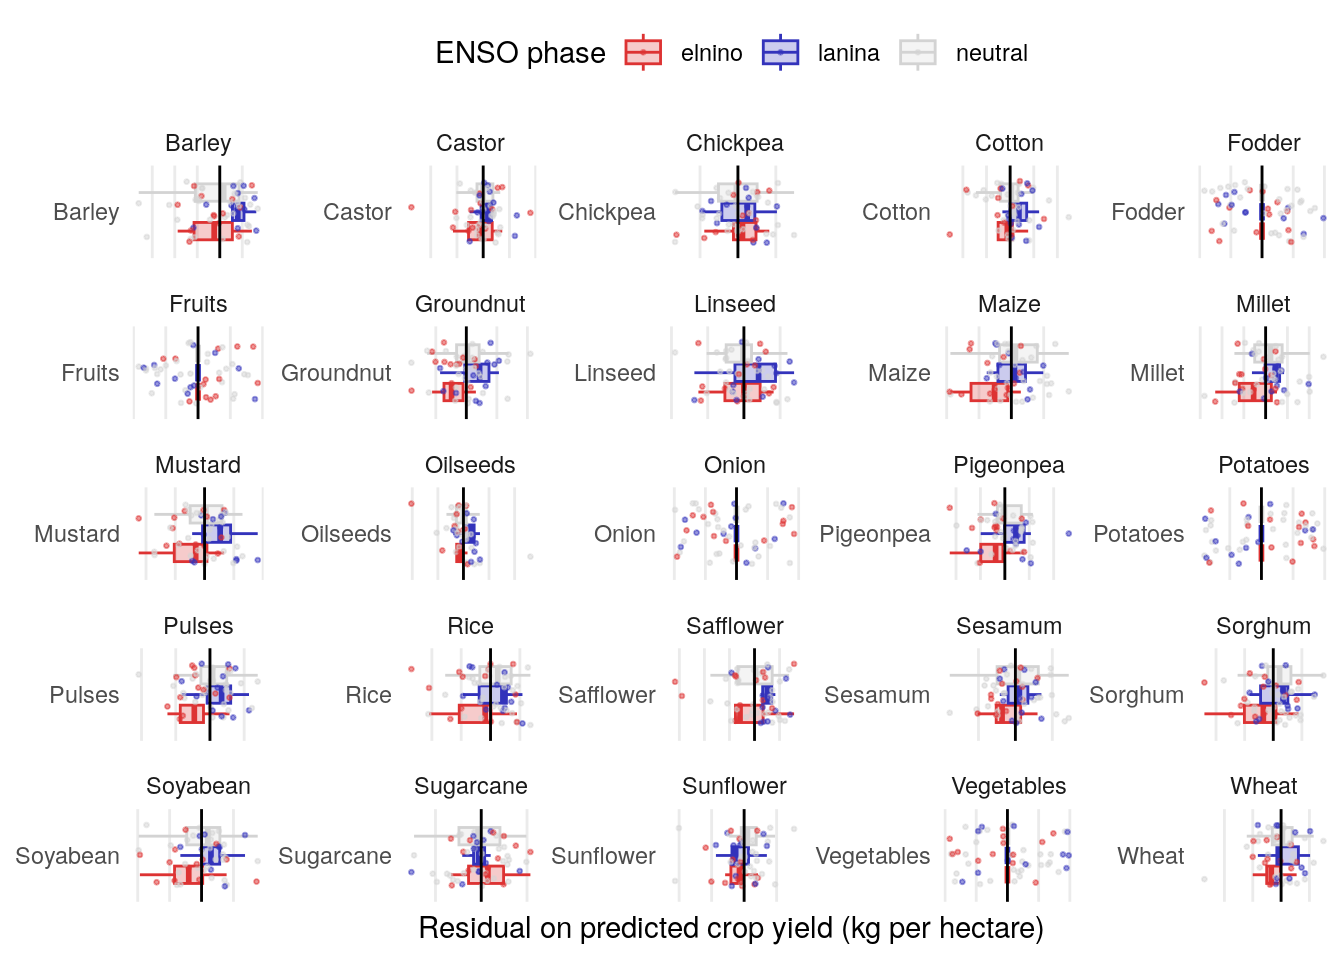 ENSO phase elnino lanina neutral
Barley Castor Chickpea Cotton Fodder
Barley Castor Chickpea Cotton Fodder
Fruits Groundnut Linseed Maize Millet
Fruits Groundnut Linseed Maize Millet
Mustard Oilseeds Onion Pigeonpea Potatoes
Mustard Oilseeds Onion Pigeonpea Potatoes
Pulses Rice Safflower Sesamum Sorghum
Pulses Rice Safflower Sesamum Sorghum
Soyabean Sugarcane Sunflower Vegetables Wheat
Soyabean Sugarcane Sunflower Vegetables Wheat
Residual on predicted crop yield (kg per hectare)